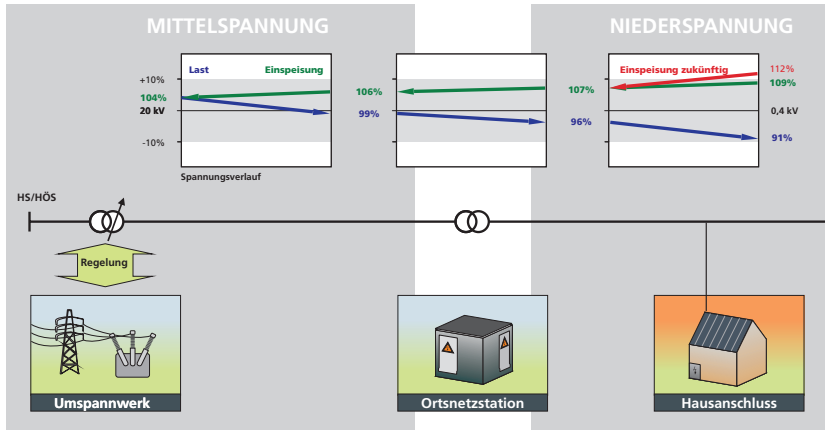 MITTELSPANNUNG
NIEDERSPANNUNG
Last
Einspeisung
Einspeisung zukünftig
112%
+10%
109%
104%
106%
107%
20 kV
99%
96%
0,4 kV
-10%
91%
Spannungsverlauf
HS/HÖS
Regelung
Umspannwerk
Ortsnetzstation
Hausanschluss